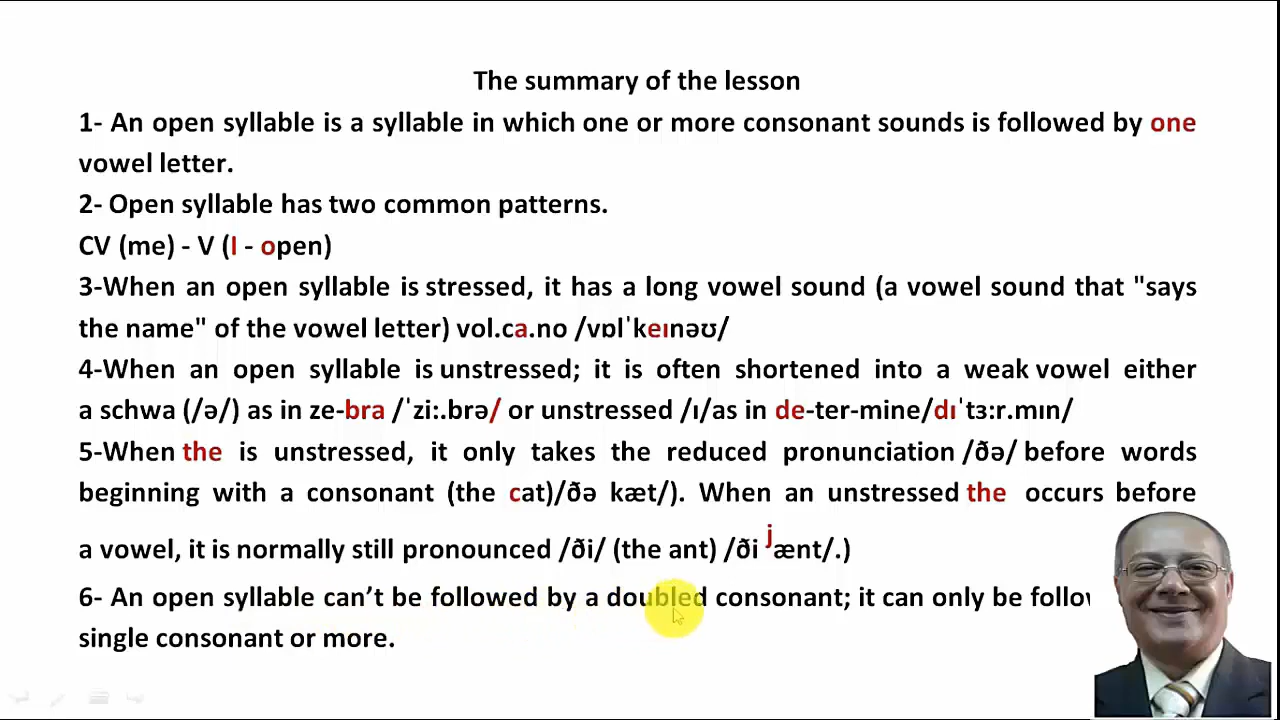 The summary of the lesson
1- An open syllable is a syllable in which one or more consonant sounds is followed by one
vowel letter.
2- Open syllable has two common patterns.
CV (me) - V (I - open)
3-When an open syllable is stressed, it has a long vowel sound (a vowel sound that "says
the name" of the vowel letter) vol.ca.no /vɒlˈkeɪnəʊ/
4-When an open syllable is unstressed; it is often shortened into a weak vowel either
a schwa (/ə/) as in ze-bra /ˈziː.brə/ or unstressed /ɪ/as in de-ter-mine/dɪˈtɜːr.mɪn/
5-When the is unstressed, it only takes the reduced pronunciation /ðə/ before words
beginning with a consonant (the cat)/ðə kæt/). When an unstressed the occurs before
a vowel, it is normally still pronounced /ði/ (the ant) /ði ʲænt/.)
6- An open syllable can’t be followed by a doubled consonant; it can only be
single consonant or more.